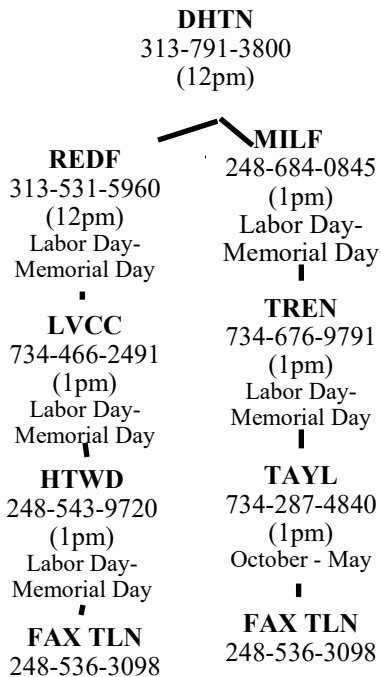 DHTN
313-791-3800
(12pm)
REDF
313-531-5960
(12pm)
Labor Day-
Memorial Day
LVCC
734-466-2491
(1pm)
Labor Day-
Memorial Day
HTWD
248-543-9720
(1pm)
Labor Day-
Memorial Day
FAX TLN
248-536-3098
MILF
248-684-0845
(1pm)
Labor Day-
Memorial Day
TREN
734-676-9791
(1pm)
Labor Day-
Memorial Day
TAYL
734-287-4840
(1pm)
October - May
FAX TLN
248-536-3098